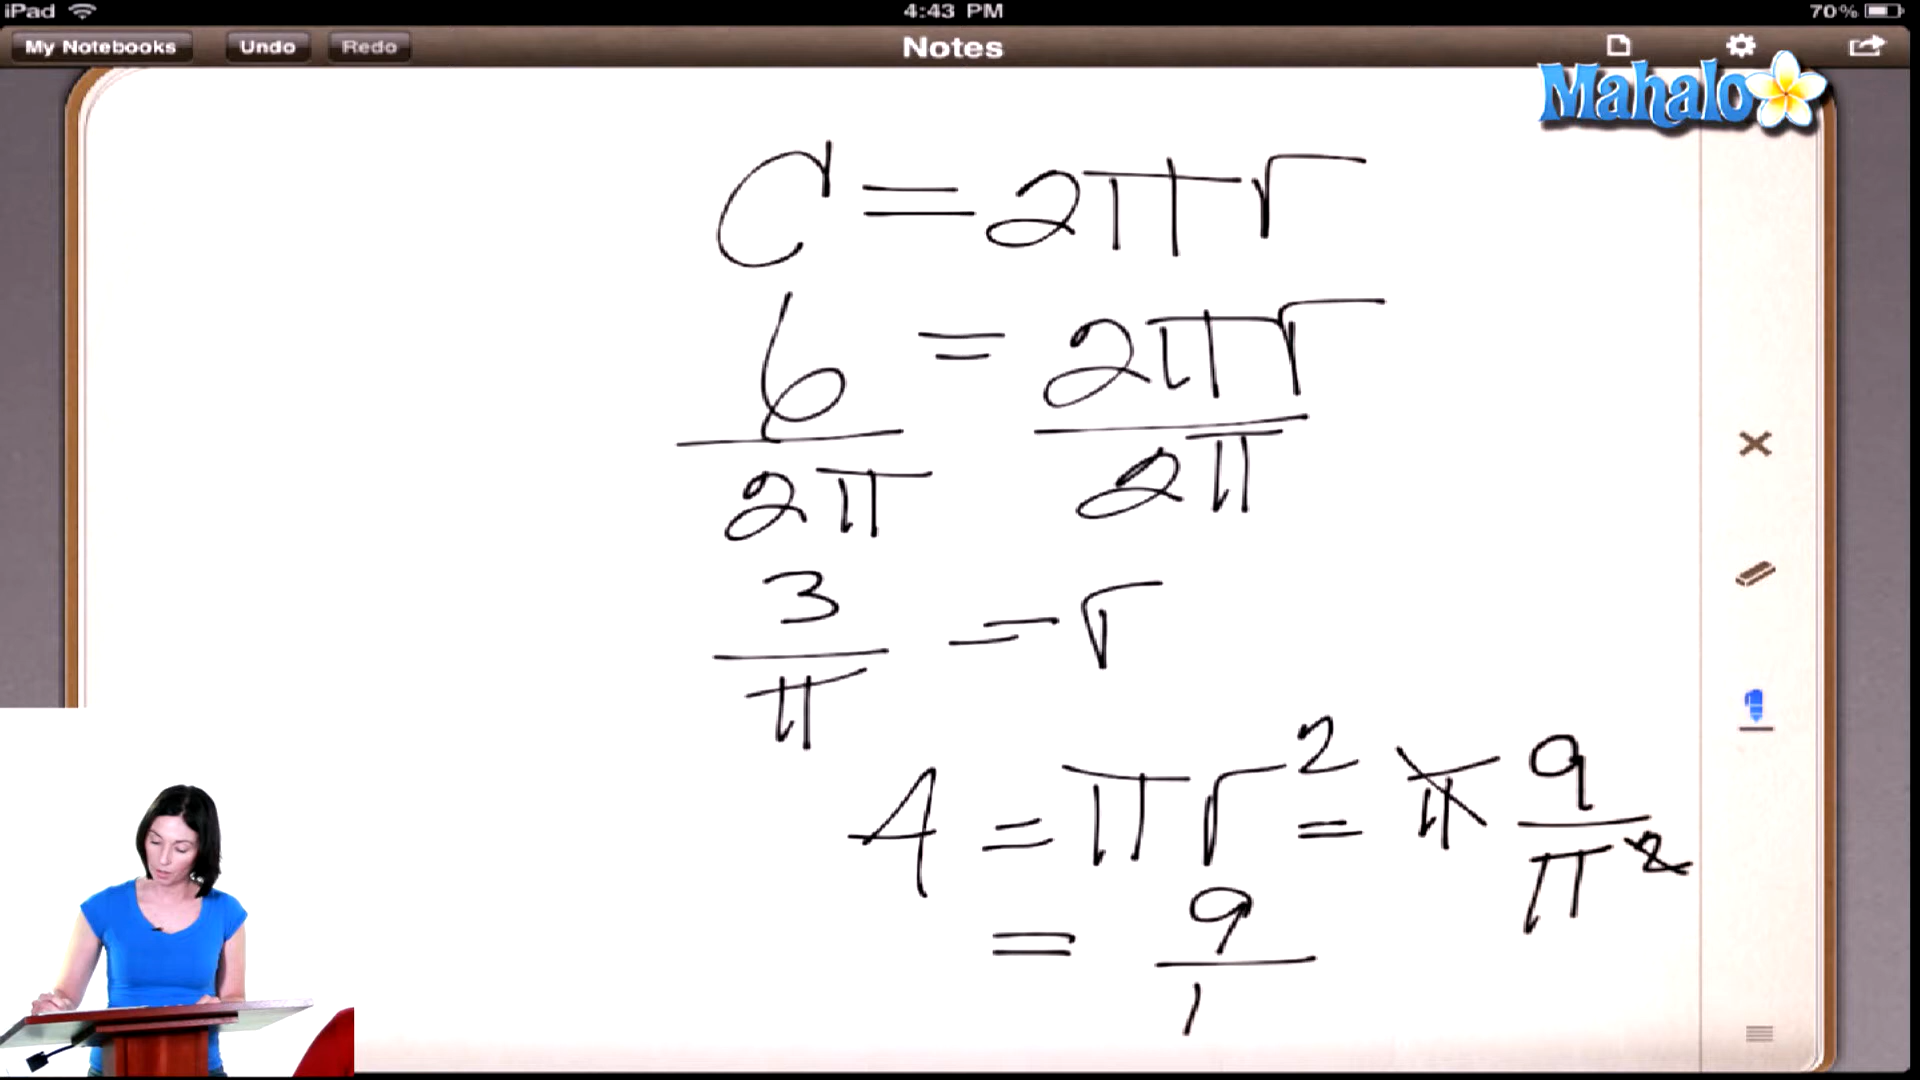 iPad 4:43 PM 70%
My Notebooks Undo Redo Notes
Mahalo
C = 2πr
6 = 2πr
2π 2π
3 = r
π
A = πr² = π 9
π²
= 9